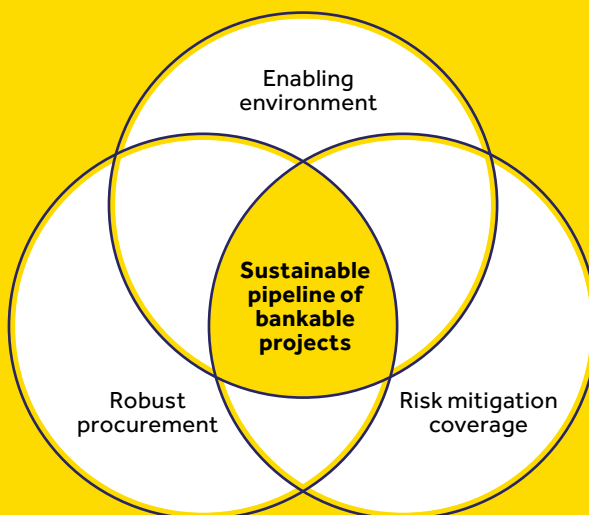 Enabling
environment
Sustainable
pipeline of
bankable
projects
Robust
procurement
Risk mitigation
coverage